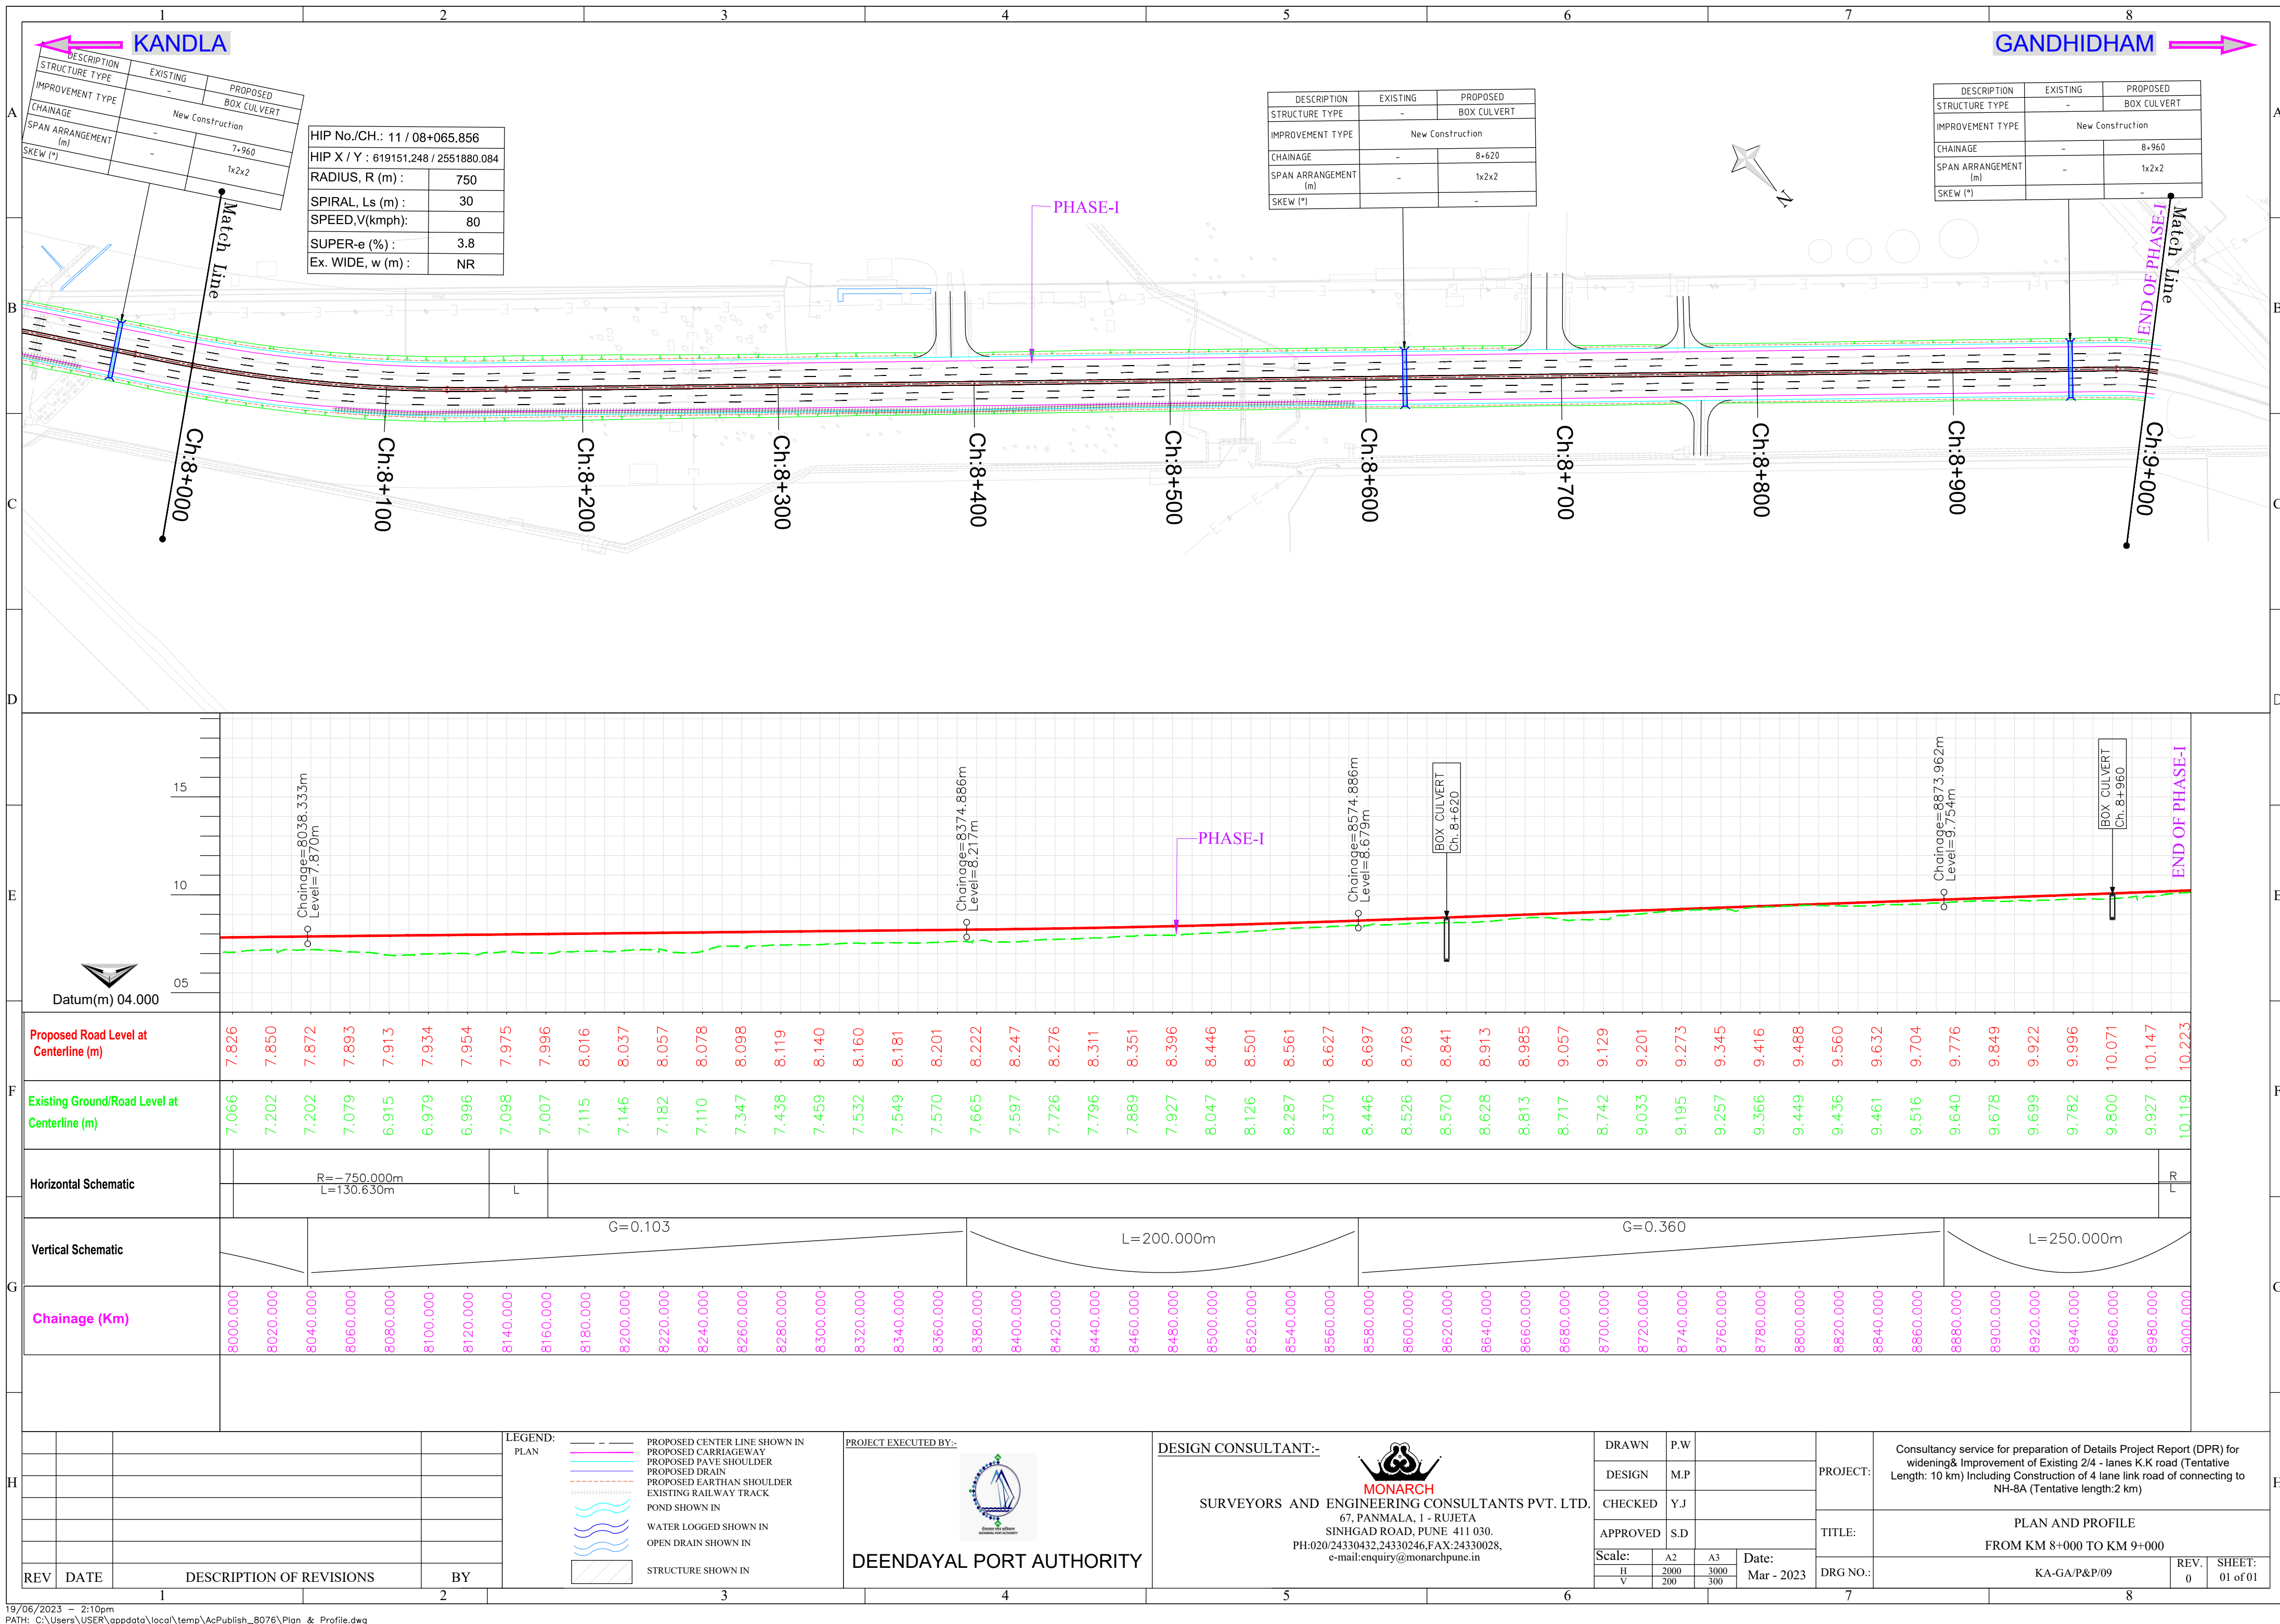 1 2 3 4 5 6 7 8
KANDLA
GANDHIDHAM
DESCRIPTION EXISTING PROPOSED
STRUCTURE TYPE - BOX CULVERT
IMPROVEMENT TYPE New Construction
CHAINAGE - 7+960
SPAN ARRANGEMENT (m) - 1x2x2
SKEW (°)
HIP No./CH.: 11 / 08+065.856
HIP X / Y : 619151.248 / 2551880.084
RADIUS, R (m) : 750
SPIRAL, Ls (m) : 30
SPEED,V(kmph): 80
SUPER-e (%) : 3.8
Ex. WIDE, w (m) : NR
DESCRIPTION EXISTING PROPOSED
STRUCTURE TYPE - BOX CULVERT
IMPROVEMENT TYPE New Construction
CHAINAGE - 8+620
SPAN ARRANGEMENT (m) - 1x2x2
SKEW (°) -
DESCRIPTION EXISTING PROPOSED
STRUCTURE TYPE - BOX CULVERT
IMPROVEMENT TYPE New Construction
CHAINAGE - 8+960
SPAN ARRANGEMENT (m) - 1x2x2
SKEW (°) -
N
PHASE-I
Match Line
END OF PHASE-I
Match Line
Ch:8+000
Ch:8+100
Ch:8+200
Ch:8+300
Ch:8+400
Ch:8+500
Ch:8+600
Ch:8+700
Ch:8+800
Ch:8+900
Ch:9+000
A
B
C
D
E
F
G
H
A
B
C
D
E
F
G
H
15
10
05
Datum(m) 04.000
Chainage=8038.333m
Level=7.870m
Chainage=8374.886m
Level=8.217m
PHASE-I
Chainage=8574.886m
Level=8.679m
BOX CULVERT
Ch. 8+620
Chainage=8873.962m
Level=9.754m
BOX CULVERT
Ch. 8+960
END OF PHASE-I
Proposed Road Level at
Centerline (m)
7.826 7.850 7.872 7.893 7.913 7.934 7.954 7.975 7.996 8.016 8.037 8.057 8.078 8.098 8.119 8.140 8.160 8.181 8.201 8.222 8.247 8.276 8.311 8.351 8.396 8.446 8.501 8.561 8.627 8.697 8.769 8.841 8.913 8.985 9.057 9.129 9.201 9.273 9.345 9.416 9.488 9.560 9.632 9.704 9.776 9.849 9.922 9.996 10.071 10.147 10.223
Existing Ground/Road Level at
Centerline (m)
7.066 7.202 7.202 7.079 6.915 6.979 6.996 7.098 7.007 7.115 7.146 7.182 7.110 7.347 7.438 7.459 7.532 7.549 7.570 7.665 7.597 7.726 7.796 7.889 7.927 8.047 8.126 8.287 8.370 8.446 8.526 8.570 8.628 8.813 8.717 8.742 9.033 9.195 9.257 9.366 9.449 9.436 9.461 9.516 9.640 9.678 9.699 9.782 9.800 9.927 10.119
Horizontal Schematic
R=-750.000m
L=130.630m
L
R
L
Vertical Schematic
G=0.103
L=200.000m
G=0.360
L=250.000m
Chainage (Km)
8000.000 8020.000 8040.000 8060.000 8080.000 8100.000 8120.000 8140.000 8160.000 8180.000 8200.000 8220.000 8240.000 8260.000 8280.000 8300.000 8320.000 8340.000 8360.000 8380.000 8400.000 8420.000 8440.000 8460.000 8480.000 8500.000 8520.000 8540.000 8560.000 8580.000 8600.000 8620.000 8640.000 8660.000 8680.000 8700.000 8720.000 8740.000 8760.000 8780.000 8800.000 8820.000 8840.000 8860.000 8880.000 8900.000 8920.000 8940.000 8960.000 8980.000 9000.000
REV DATE DESCRIPTION OF REVISIONS BY
LEGEND:
PLAN
PROPOSED CENTER LINE SHOWN IN
PROPOSED CARRIAGEWAY
PROPOSED PAVE SHOULDER
PROPOSED DRAIN
PROPOSED EARTHAN SHOULDER
EXISTING RAILWAY TRACK
POND SHOWN IN
WATER LOGGED SHOWN IN
OPEN DRAIN SHOWN IN
STRUCTURE SHOWN IN
PROJECT EXECUTED BY:-
DEENDAYAL PORT AUTHORITY
DEENDAYAL PORT AUTHORITY
DESIGN CONSULTANT:-
MONARCH
SURVEYORS AND ENGINEERING CONSULTANTS PVT. LTD.
67, PANMALA, 1 - RUJETA
SINHGAD ROAD, PUNE 411 030.
PH:020/24330432,24330246,FAX:24330028,
e-mail:enquiry@monarchpune.in
DRAWN P.W
DESIGN M.P
CHECKED Y.J
APPROVED S.D
Scale: A2 A3
H 2000 3000
V 200 300
Date:
Mar - 2023
PROJECT:
Consultancy service for preparation of Details Project Report (DPR) for
widening& Improvement of Existing 2/4 - lanes K.K road (Tentative
Length: 10 km) Including Construction of 4 lane link road of connecting to
NH-8A (Tentative length:2 km)
TITLE:
PLAN AND PROFILE
FROM KM 8+000 TO KM 9+000
DRG NO.: KA-GA/P&P/09
REV. 0
SHEET: 01 of 01
1 2 3 4 5 6 7 8
19/06/2023 - 2:10pm
PATH: C:\Users\USER\appdata\local\temp\AcPublish_8076\Plan & Profile.dwg